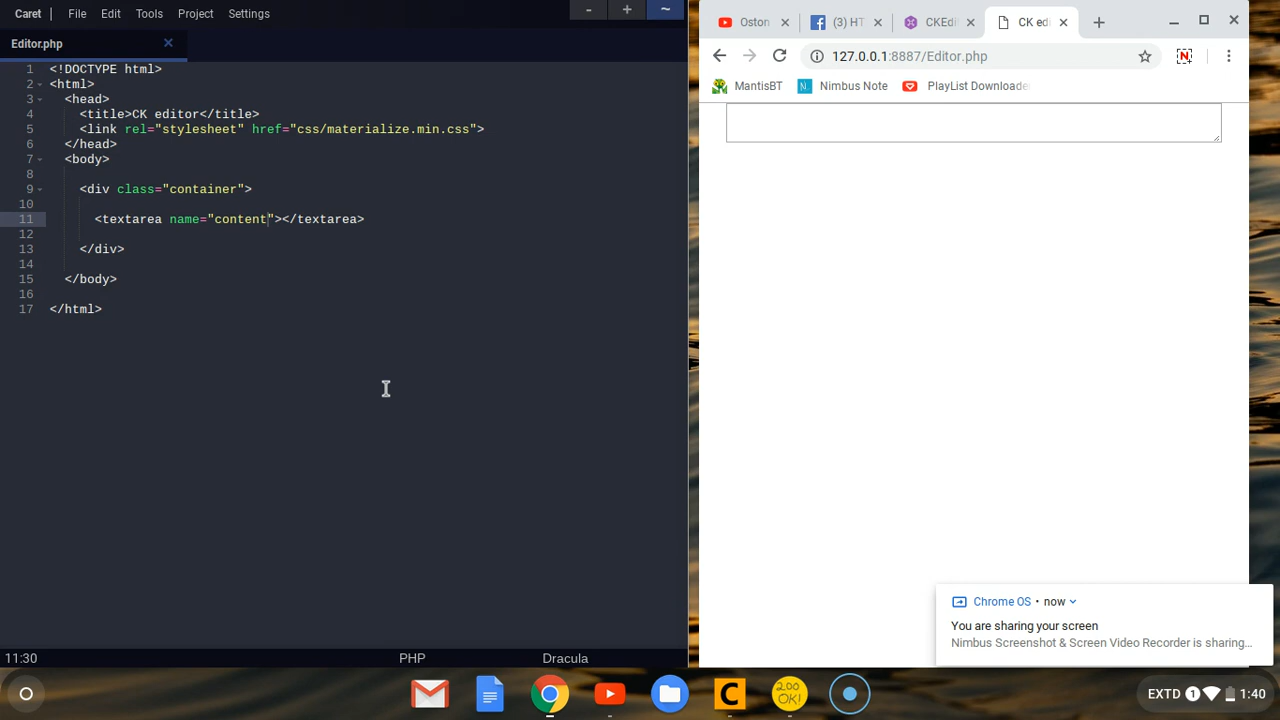 Caret | File Edit Tools Project Settings - + ~
Editor.php ×
1 <!DOCTYPE html>
2 <html>
3 <head>
4 <title>CK editor</title>
5 <link rel="stylesheet" href="css/materialize.min.css">
6 </head>
7 <body>
8
9 <div class="container">
10
11 <textarea name="content"></textarea>
12
13 </div>
14
15 </body>
16
17 </html>
11:30 PHP Dracula
Oston (3) HT CKEdi CK edi
127.0.0.1:8887/Editor.php N
MantisBT N. Nimbus Note PlayList Downloade
Chrome OS • now
You are sharing your screen
Nimbus Screenshot & Screen Video Recorder is sharing...
C 200 OK! EXTD 1 1:40